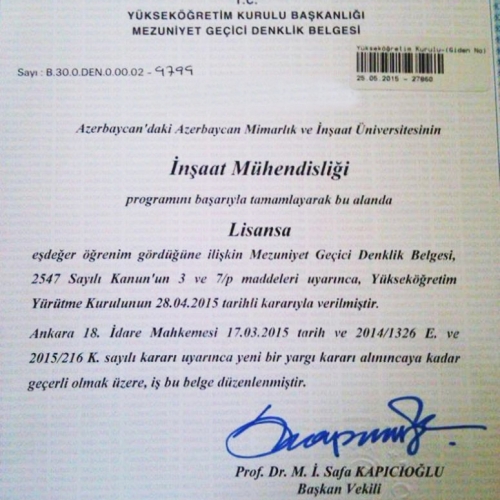 T.C.
YÜKSEKÖĞRETİM KURULU BAŞKANLIĞI
MEZUNİYET GEÇİCİ DENKLİK BELGESİ
Yükseköğretim Kurulu-(Giden No)
25.05.2015 - 27860
Sayı : B.30.0.DEN.0.00.02 - 9799
Azerbaycan'daki Azerbaycan Mimarlık ve İnşaat Üniversitesinin
İnşaat Mühendisliği
programını başarıyla tamamlayarak bu alanda
Lisansa
eşdeğer öğrenim gördüğüne ilişkin Mezuniyet Geçici Denklik Belgesi,
2547 Sayılı Kanun'un 3 ve 7/p maddeleri uyarınca, Yükseköğretim
Yürütme Kurulunun 28.04.2015 tarihli kararıyla verilmiştir.
Ankara 18. İdare Mahkemesi 17.03.2015 tarih ve 2014/1326 E. ve
2015/216 K. sayılı kararı uyarınca yeni bir yargı kararı alınıncaya kadar
geçerli olmak üzere, iş bu belge düzenlenmiştir.
Prof. Dr. M. İ. Safa KAPICIOĞLU
Başkan Vekili